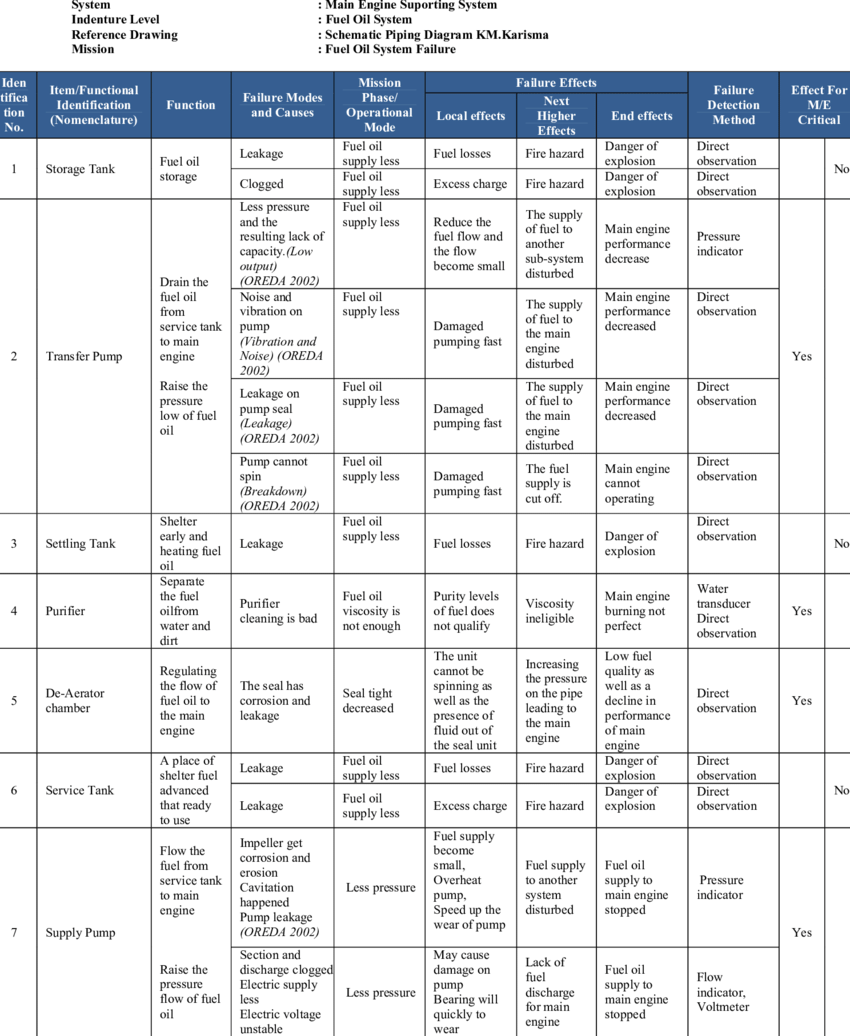 System : Main Engine Suporting System
Indenture Level : Fuel Oil System
Reference Drawing : Schematic Piping Diagram KM.Karisma
Mission : Fuel Oil System Failure
Iden
tifica
tion
No.
Item/Functional
Identification
(Nomenclature)
Function
Failure Modes
and Causes
Mission
Phase/
Operational
Mode
Failure Effects
Local effects
Next
Higher
Effects
End effects
Failure
Detection
Method
Effect For
M/E
Critical
1
Storage Tank
Fuel oil
storage
Leakage
Fuel oil
supply less
Fuel losses
Fire hazard
Danger of
explosion
Direct
observation
No
Clogged
Fuel oil
supply less
Excess charge
Fire hazard
Danger of
explosion
Direct
observation
2
Transfer Pump
Drain the
fuel oil
from
service tank
to main
engine
Raise the
pressure
low of fuel
oil
Less pressure
and the
resulting lack of
capacity.(Low
output)
(OREDA 2002)
Fuel oil
supply less
Reduce the
fuel flow and
the flow
become small
The supply
of fuel to
another
sub-system
disturbed
Main engine
performance
decrease
Pressure
indicator
Yes
Noise and
vibration on
pump
(Vibration and
Noise) (OREDA
2002)
Fuel oil
supply less
Damaged
pumping fast
The supply
of fuel to
the main
engine
disturbed
Main engine
performance
decreased
Direct
observation
Leakage on
pump seal
(Leakage)
(OREDA 2002)
Fuel oil
supply less
Damaged
pumping fast
The supply
of fuel to
the main
engine
disturbed
Main engine
performance
decreased
Direct
observation
Pump cannot
spin
(Breakdown)
(OREDA 2002)
Fuel oil
supply less
Damaged
pumping fast
The fuel
supply is
cut off.
Main engine
cannot
operating
Direct
observation
3
Settling Tank
Shelter
early and
heating fuel
oil
Leakage
Fuel oil
supply less
Fuel losses
Fire hazard
Danger of
explosion
Direct
observation
No
4
Purifier
Separate
the fuel
oilfrom
water and
dirt
Purifier
cleaning is bad
Fuel oil
viscosity is
not enough
Purity levels
of fuel does
not qualify
Viscosity
ineligible
Main engine
burning not
perfect
Water
transducer
Direct
observation
Yes
5
De-Aerator
chamber
Regulating
the flow of
fuel oil to
the main
engine
The seal has
corrosion and
leakage
Seal tight
decreased
The unit
cannot be
spinning as
well as the
presence of
fluid out of
the seal unit
Increasing
the pressure
on the pipe
leading to
the main
engine
Low fuel
quality as
well as a
decline in
performance
of main
engine
Direct
observation
Yes
6
Service Tank
A place of
shelter fuel
advanced
that ready
to use
Leakage
Fuel oil
supply less
Fuel losses
Fire hazard
Danger of
explosion
Direct
observation
No
Leakage
Fuel oil
supply less
Excess charge
Fire hazard
Danger of
explosion
Direct
observation
7
Supply Pump
Flow the
fuel from
service tank
to main
engine
Raise the
pressure
flow of fuel
oil
Impeller get
corrosion and
erosion
Cavitation
happened
Pump leakage
(OREDA 2002)
Less pressure
Fuel supply
become
small,
Overheat
pump,
Speed up the
wear of pump
Fuel supply
to another
system
disturbed
Fuel oil
supply to
main engine
stopped
Pressure
indicator
Yes
Section and
discharge clogged
Electric supply
less
Electric voltage
unstable
Less pressure
May cause
damage on
pump
Bearing will
quickly to
wear
Lack of
fuel
discharge
for main
engine
Fuel oil
supply to
main engine
stopped
Flow
indicator,
Voltmeter